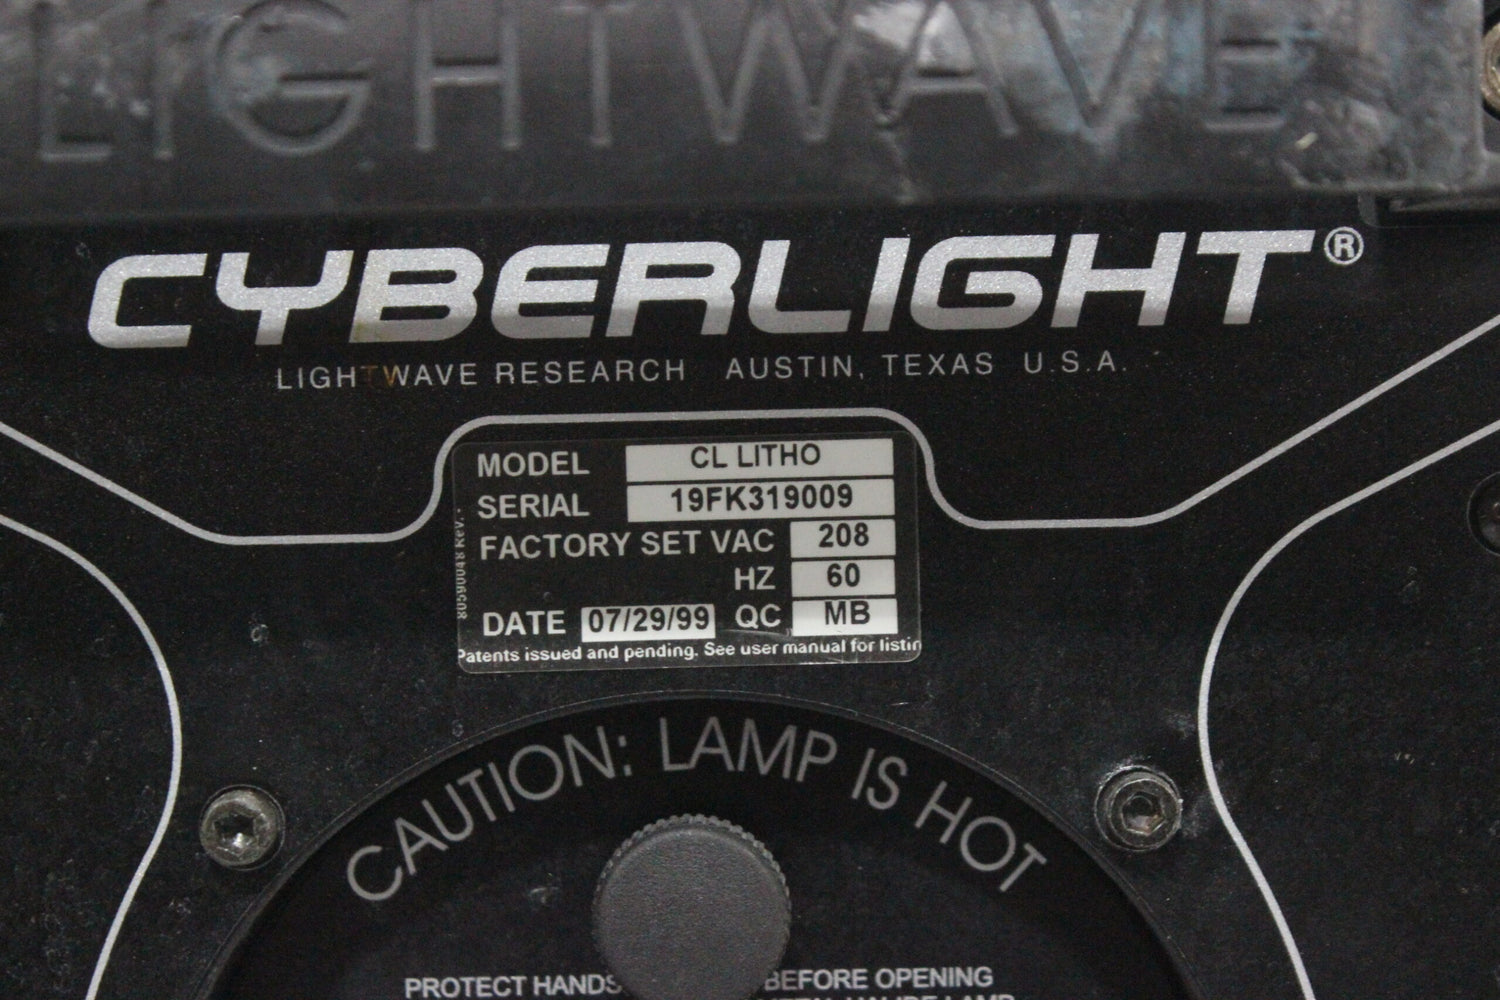 LIGHTWAVE
CYBERLIGHT®
LIGHTWAVE RESEARCH AUSTIN, TEXAS U.S.A.
MODEL CL LITHO
SERIAL 19FK319009
FACTORY SET VAC 208
HZ 60
DATE 07/29/99 QC MB
80590048 Rev.
Patents issued and pending. See user manual for listin
CAUTION: LAMP IS HOT
PROTECT HANDS BEFORE OPENING